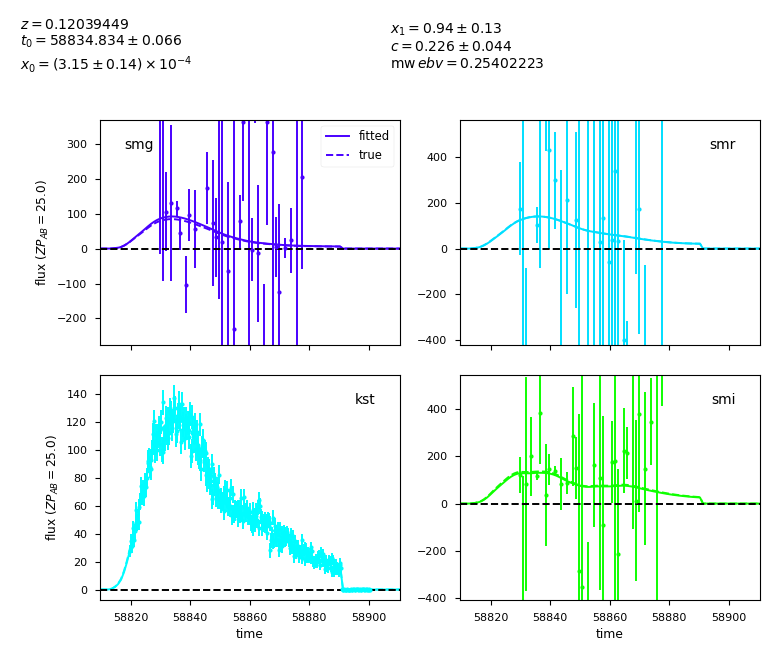 z = 0.12039449
t₀ = 58834.834 ± 0.066
x₀ = (3.15 ± 0.14) × 10⁻⁴
x₁ = 0.94 ± 0.13
c = 0.226 ± 0.044
mw ebv = 0.25402223
smg
fitted
true
300
200
100
0
−100
−200
flux (ZP_AB = 25.0)
smr
400
200
0
−200
−400
kst
140
120
100
80
60
40
20
0
flux (ZP_AB = 25.0)
58820 58840 58860 58880 58900
time
smi
400
200
0
−200
−400
58820 58840 58860 58880 58900
time